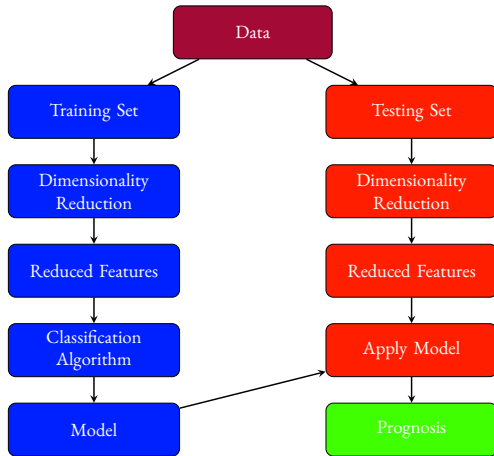 Data
Training Set
Testing Set
Dimensionality
Reduction
Dimensionality
Reduction
Reduced Features
Reduced Features
Classification
Algorithm
Apply Model
Model
Prognosis